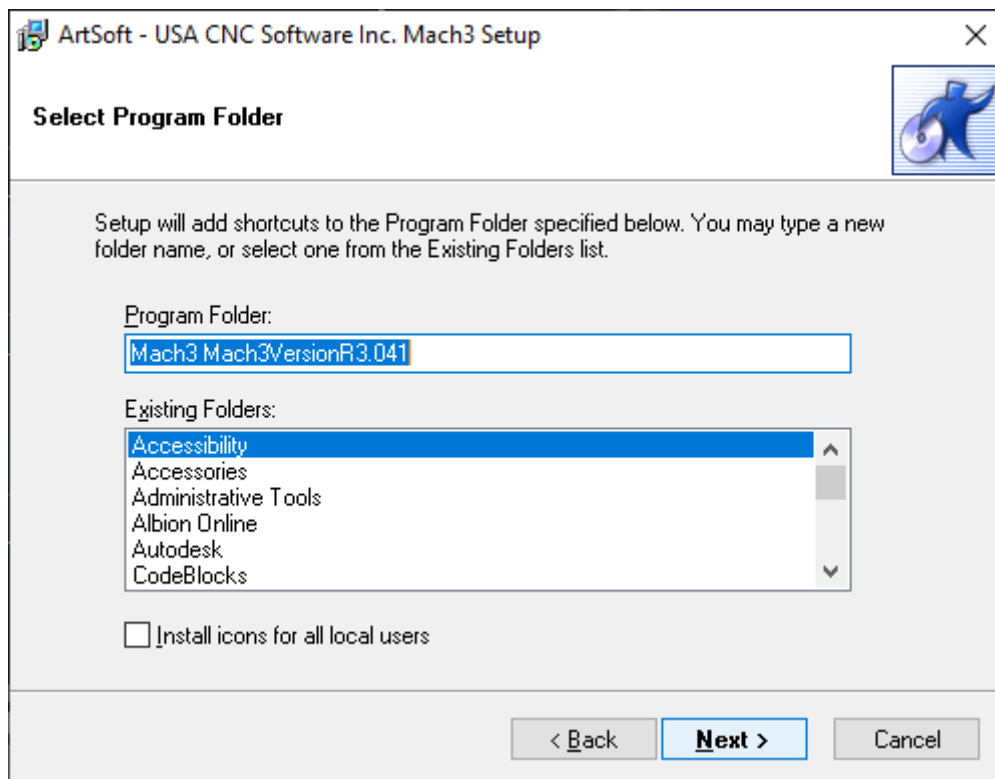 ArtSoft - USA CNC Software Inc. Mach3 Setup
Select Program Folder
Setup will add shortcuts to the Program Folder specified below. You may type a new
folder name, or select one from the Existing Folders list.
Program Folder:
Mach3 Mach3VersionR3.041
Existing Folders:
Accessibility
Accessories
Administrative Tools
Albion Online
Autodesk
CodeBlocks
Install icons for all local users
< Back Next > Cancel